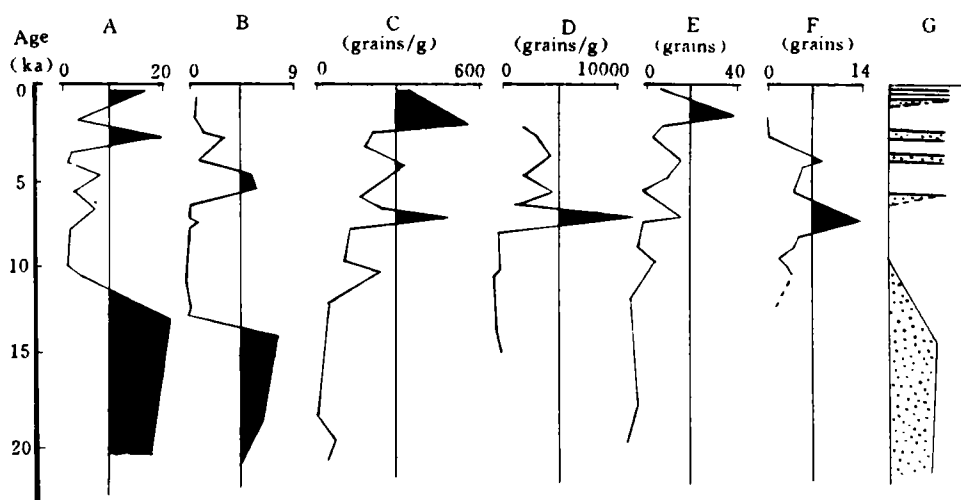 A B C D E F G
Age (grains/g) (grains/g) (grains) (grains)
(ka) 0 20 0 9 0 600 0 10000 0 40 0 14
0
5
10
15
20